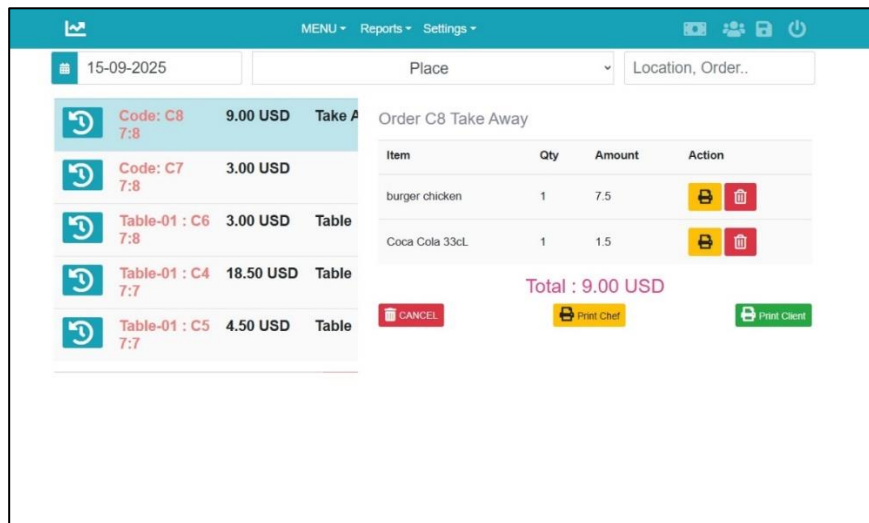 MENU Reports Settings
15-09-2025 Place Location, Order..
Code: C8 9.00 USD Take A
7:8
Code: C7 3.00 USD
7:8
Table-01 : C6 3.00 USD Table
7:8
Table-01 : C4 18.50 USD Table
7:7
Table-01 : C5 4.50 USD Table
7:7
Order C8 Take Away
Item Qty Amount Action
burger chicken 1 7.5
Coca Cola 33cL 1 1.5
Total : 9.00 USD
CANCEL Print Chef Print Client